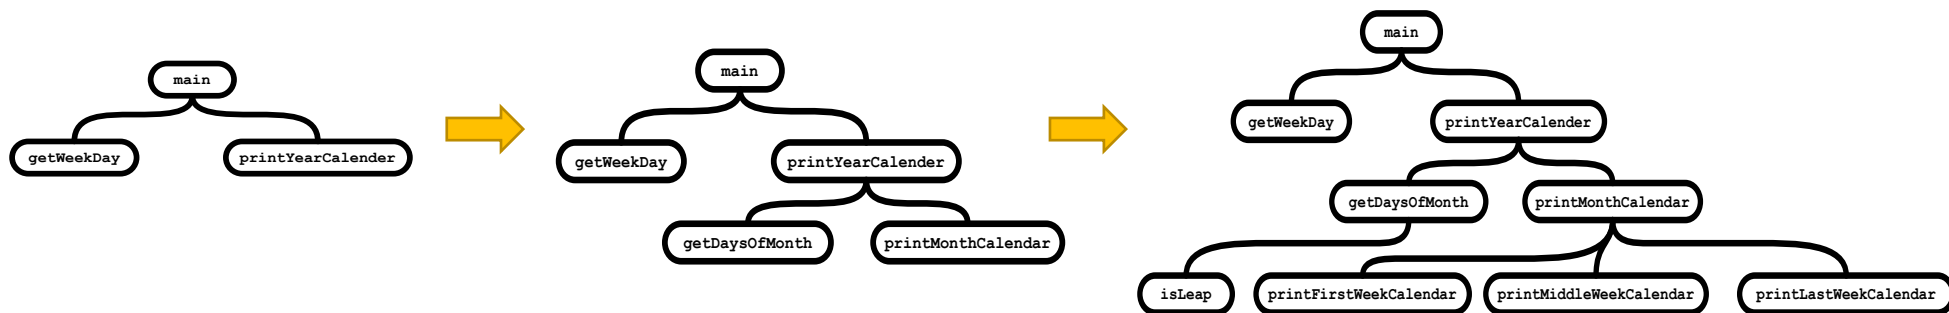 main
getWeekDay
printYearCalender
main
getWeekDay
printYearCalender
getDaysOfMonth
printMonthCalendar
main
getWeekDay
printYearCalender
getDaysOfMonth
printMonthCalendar
isLeap
printFirstWeekCalendar
printMiddleWeekCalendar
printLastWeekCalendar